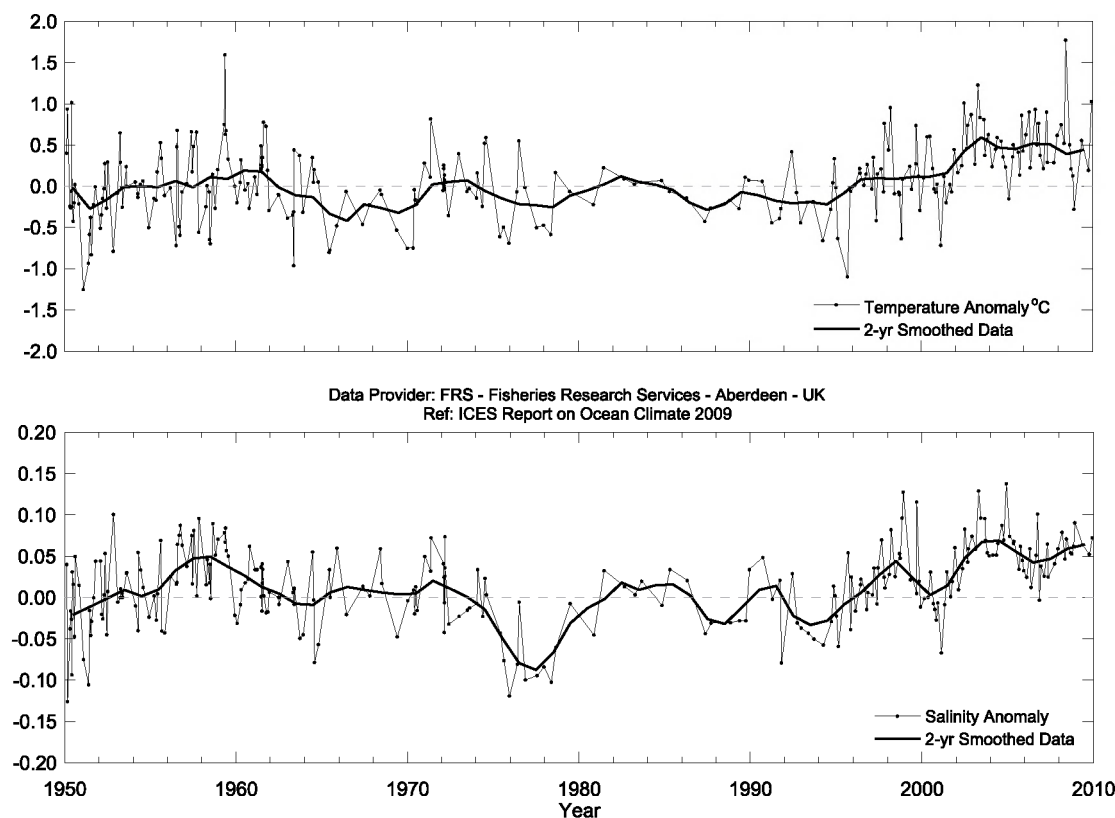 2.0
1.5
1.0
0.5
0.0
-0.5
-1.0
-1.5
-2.0
Temperature Anomaly °C
2-yr Smoothed Data
Data Provider: FRS - Fisheries Research Services - Aberdeen - UK
Ref: ICES Report on Ocean Climate 2009
0.20
0.15
0.10
0.05
0.00
-0.05
-0.10
-0.15
-0.20
Salinity Anomaly
2-yr Smoothed Data
1950 1960 1970 1980 1990 2000 2010
Year